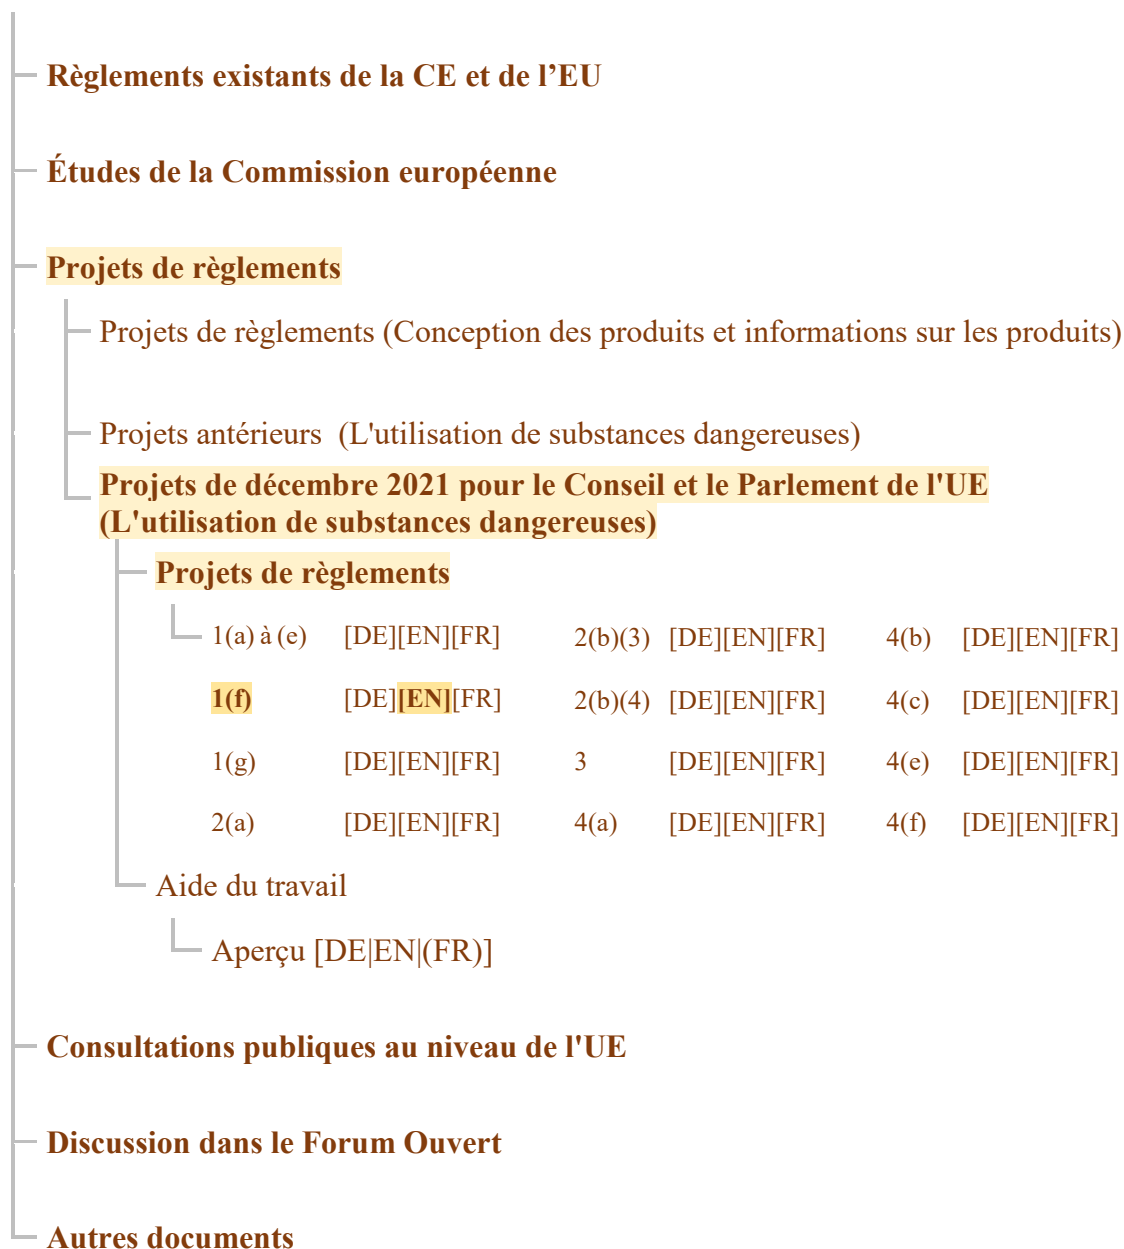 Règlements existants de la CE et de l’EU
Études de la Commission européenne
Projets de règlements
Projets de règlements (Conception des produits et informations sur les produits)
Projets antérieurs (L'utilisation de substances dangereuses)
Projets de décembre 2021 pour le Conseil et le Parlement de l'UE
(L'utilisation de substances dangereuses)
Projets de règlements
1(a) à (e) [DE][EN][FR] 2(b)(3) [DE][EN][FR] 4(b) [DE][EN][FR]
1(f) [DE][EN][FR] 2(b)(4) [DE][EN][FR] 4(c) [DE][EN][FR]
1(g) [DE][EN][FR] 3 [DE][EN][FR] 4(e) [DE][EN][FR]
2(a) [DE][EN][FR] 4(a) [DE][EN][FR] 4(f) [DE][EN][FR]
Aide du travail
Aperçu [DE|EN|(FR)]
Consultations publiques au niveau de l'UE
Discussion dans le Forum Ouvert
Autres documents